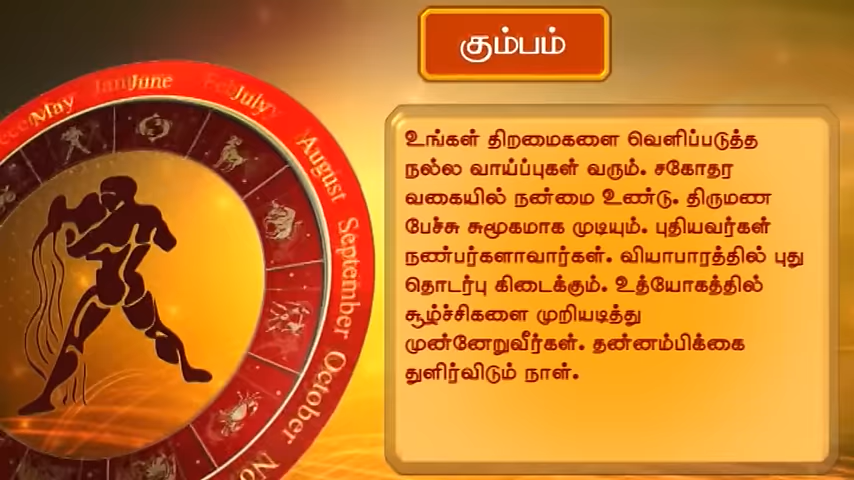 கும்பம்
உங்கள் திறமைகளை வெளிப்படுத்த
நல்ல வாய்ப்புகள் வரும். சகோதர
வகையில் நன்மை உண்டு. திருமண
பேச்சு சுமூகமாக முடியும். புதியவர்கள்
நண்பர்களாவார்கள். வியாபாரத்தில் புது
தொடர்பு கிடைக்கும். உத்யோகத்தில்
சூழ்ச்சிகளை முறியடித்து
முன்னேறுவீர்கள். தன்னம்பிக்கை
துளிர்விடும் நாள்.
May
June
July
August
September
October